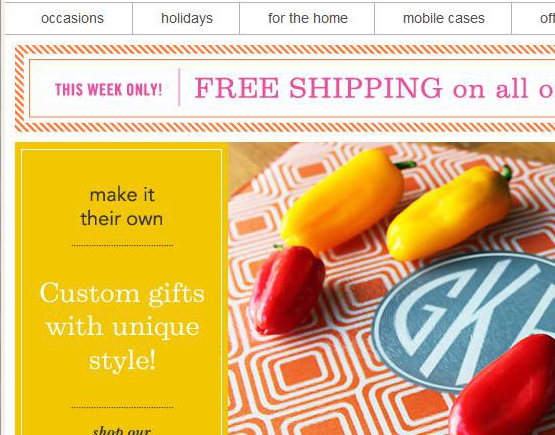 occasions holidays for the home mobile cases
THIS WEEK ONLY! FREE SHIPPING on all
make it
their own
Custom gifts
with unique
style!
GK
shop our